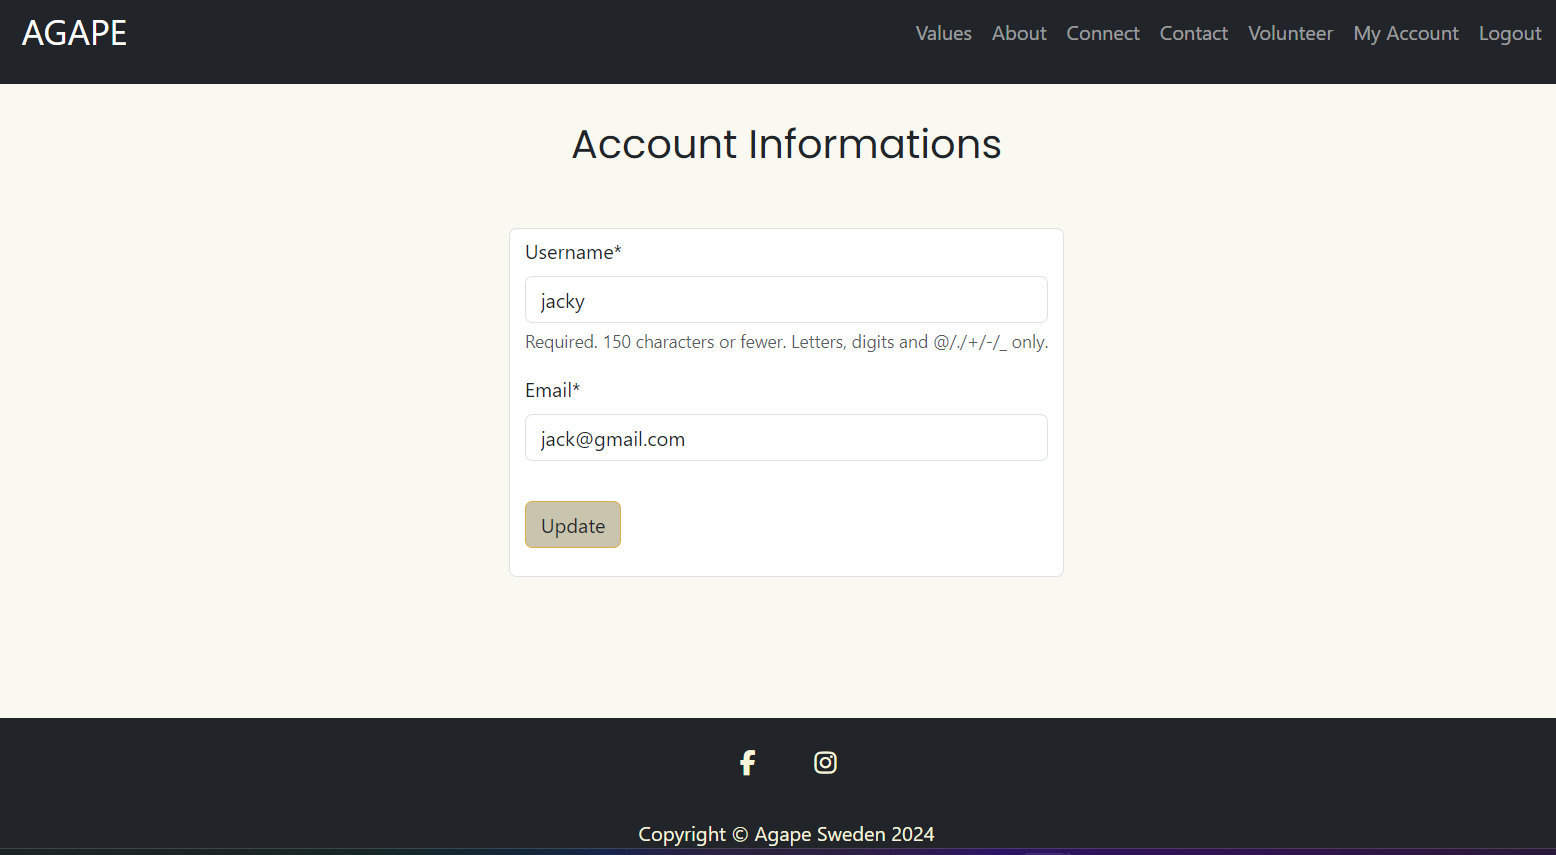 AGAPE
Values About Connect Contact Volunteer My Account Logout
Account Informations
Username*
jacky
Required. 150 characters or fewer. Letters, digits and @/./+/-/_ only.
Email*
jack@gmail.com
Update
Copyright © Agape Sweden 2024